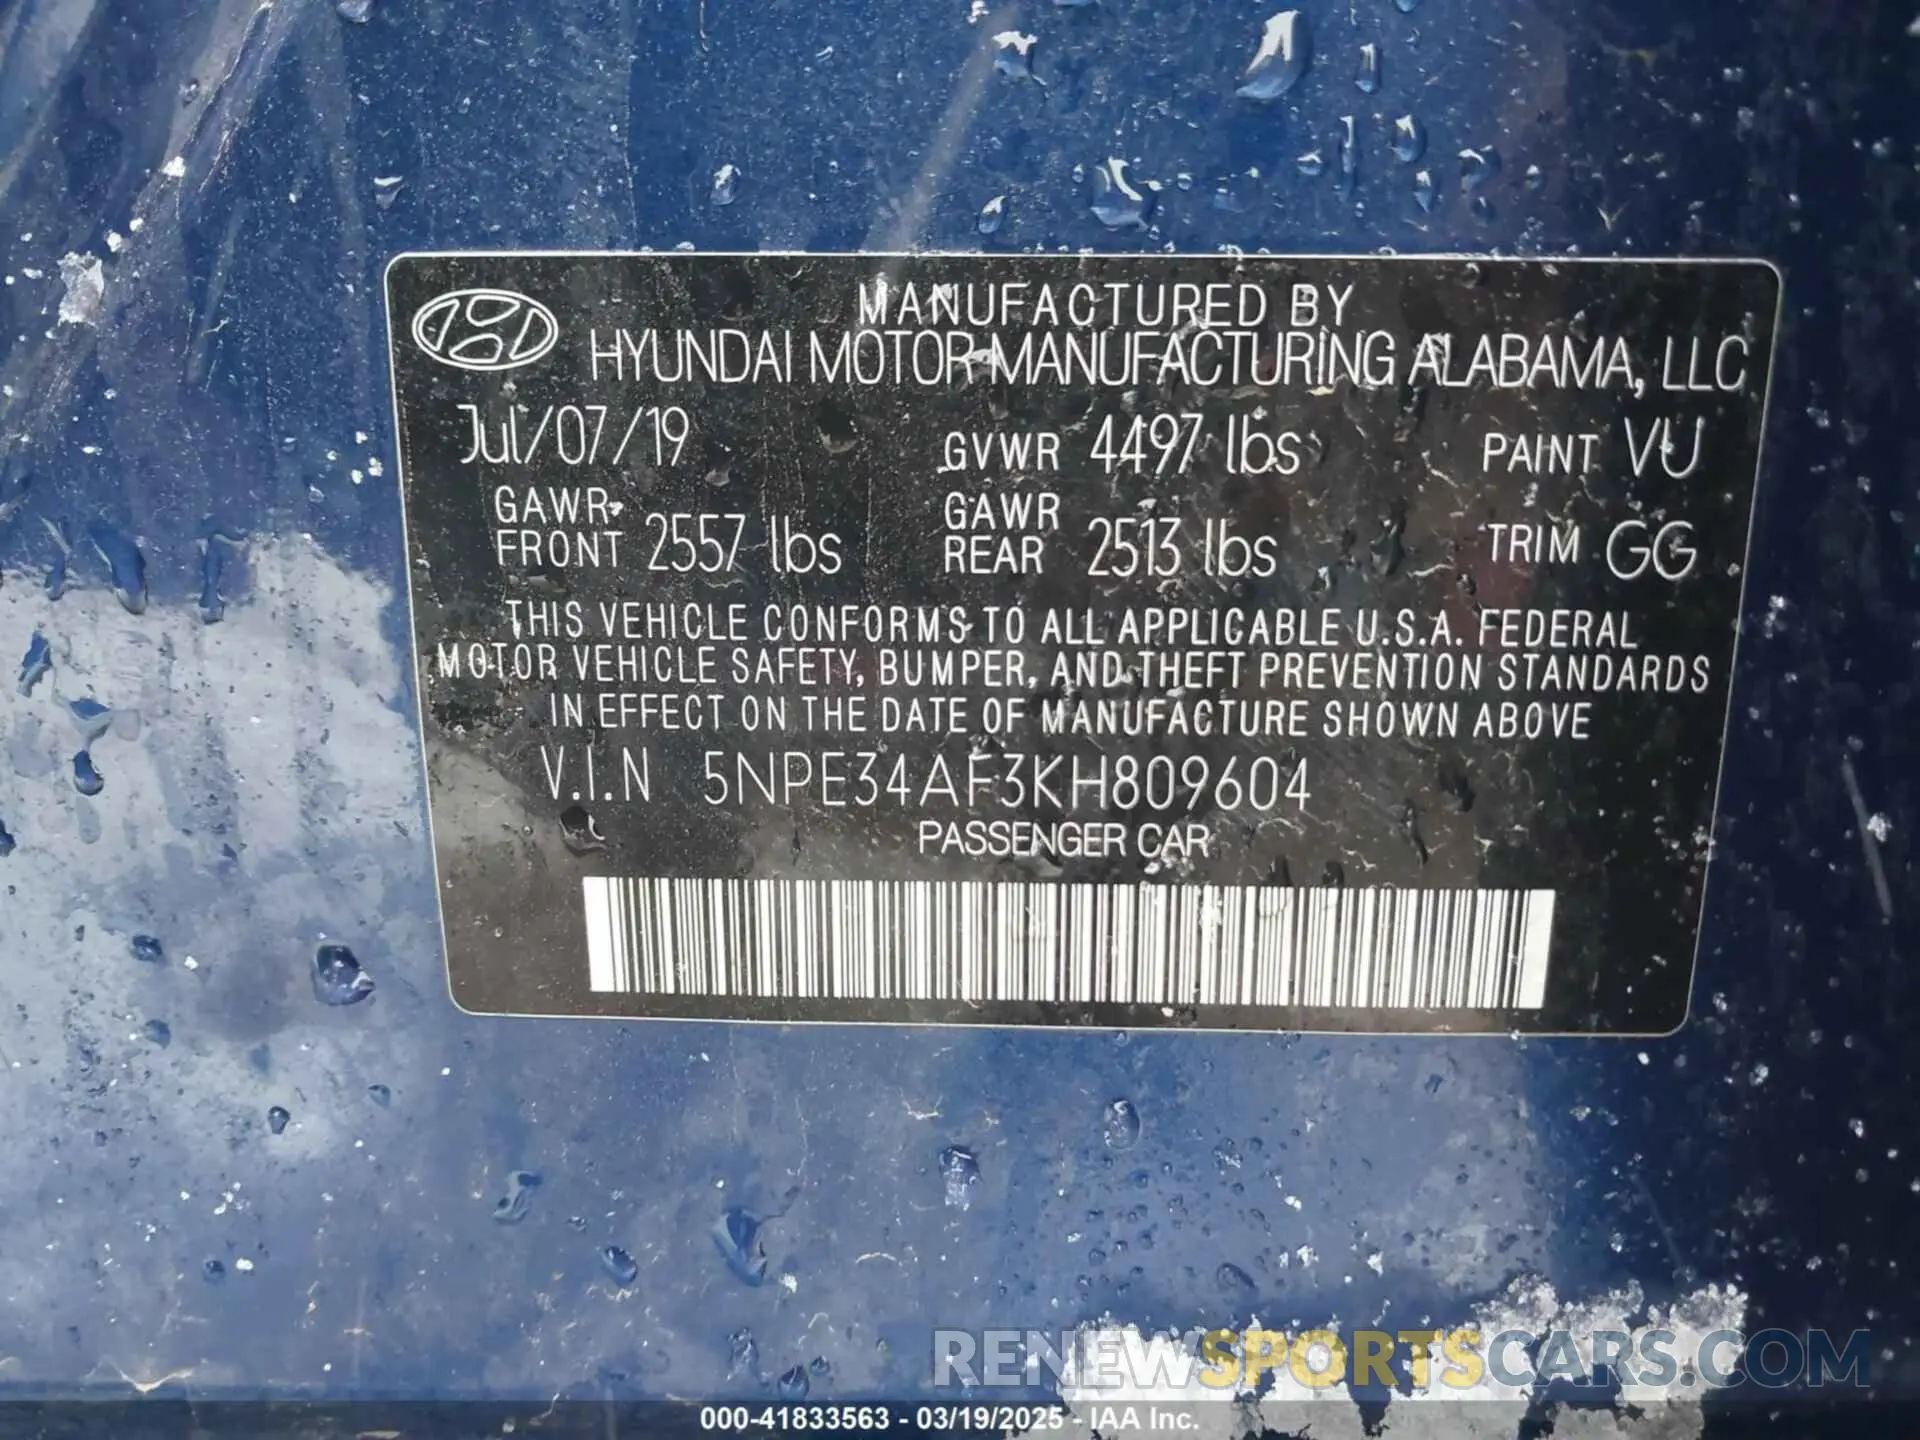 MANUFACTURED BY
HYUNDAI MOTOR MANUFACTURING ALABAMA, LLC
Jul/07/19 GVWR 4497 lbs PAINT VU
GAWR FRONT 2557 lbs GAWR REAR 2513 lbs TRIM GG
THIS VEHICLE CONFORMS TO ALL APPLICABLE U.S.A. FEDERAL
MOTOR VEHICLE SAFETY, BUMPER, AND THEFT PREVENTION STANDARDS
IN EFFECT ON THE DATE OF MANUFACTURE SHOWN ABOVE
V.I.N 5NPE34AF3KH809604
PASSENGER CAR
RENEWSPORTSCARS.COM
000-41833563 - 03/19/2025 - IAA Inc.